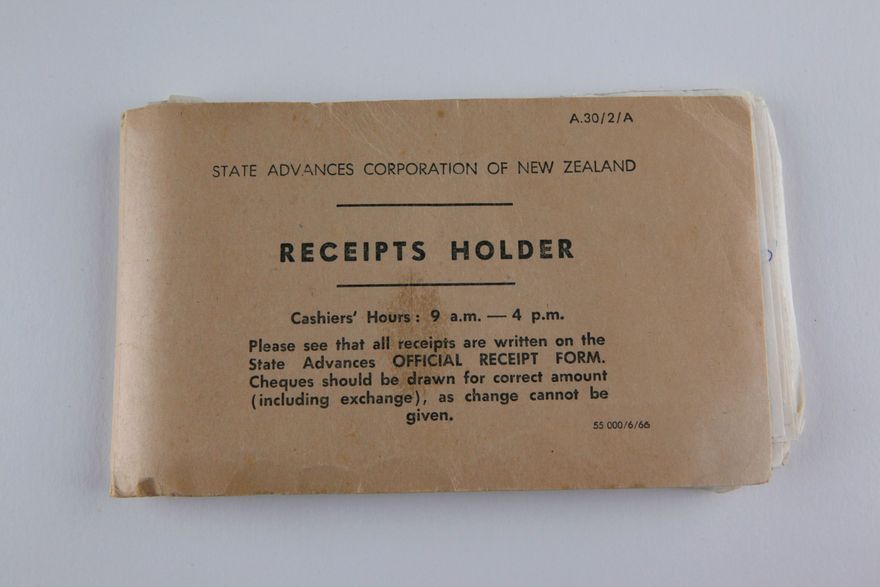 A.30/2/A
STATE ADVANCES CORPORATION OF NEW ZEALAND
RECEIPTS HOLDER
Cashiers' Hours: 9 a.m. — 4 p.m.
Please see that all receipts are written on the
State Advances OFFICIAL RECEIPT FORM.
Cheques should be drawn for correct amount
(including exchange), as change cannot be
given.
55 000/6/66